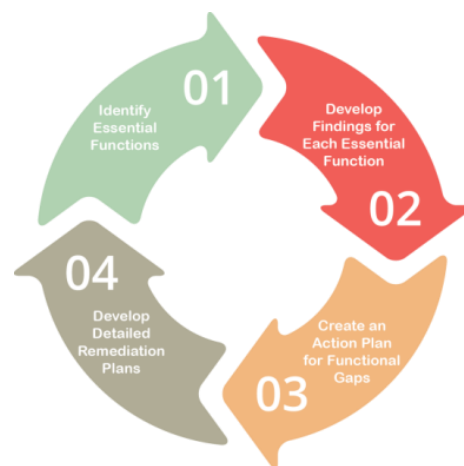 01
Identify
Essential
Functions
Develop
Findings for
Each Essential
Function
02
Create an
Action Plan
for Functional
Gaps
03
04
Develop
Detailed
Remediation
Plans